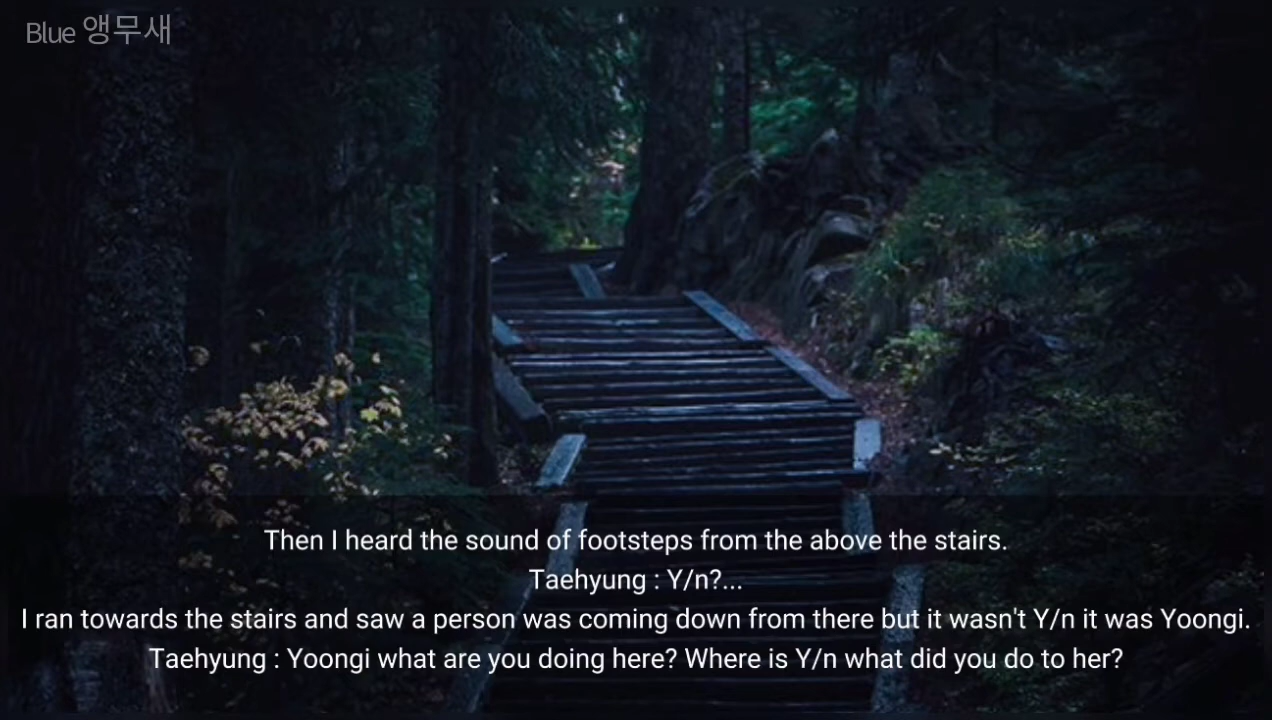 Blue 앵무새
Then I heard the sound of footsteps from the above the stairs.
Taehyung : Y/n?...
I ran towards the stairs and saw a person was coming down from there but it wasn't Y/n it was Yoongi.
Taehyung : Yoongi what are you doing here? Where is Y/n what did you do to her?